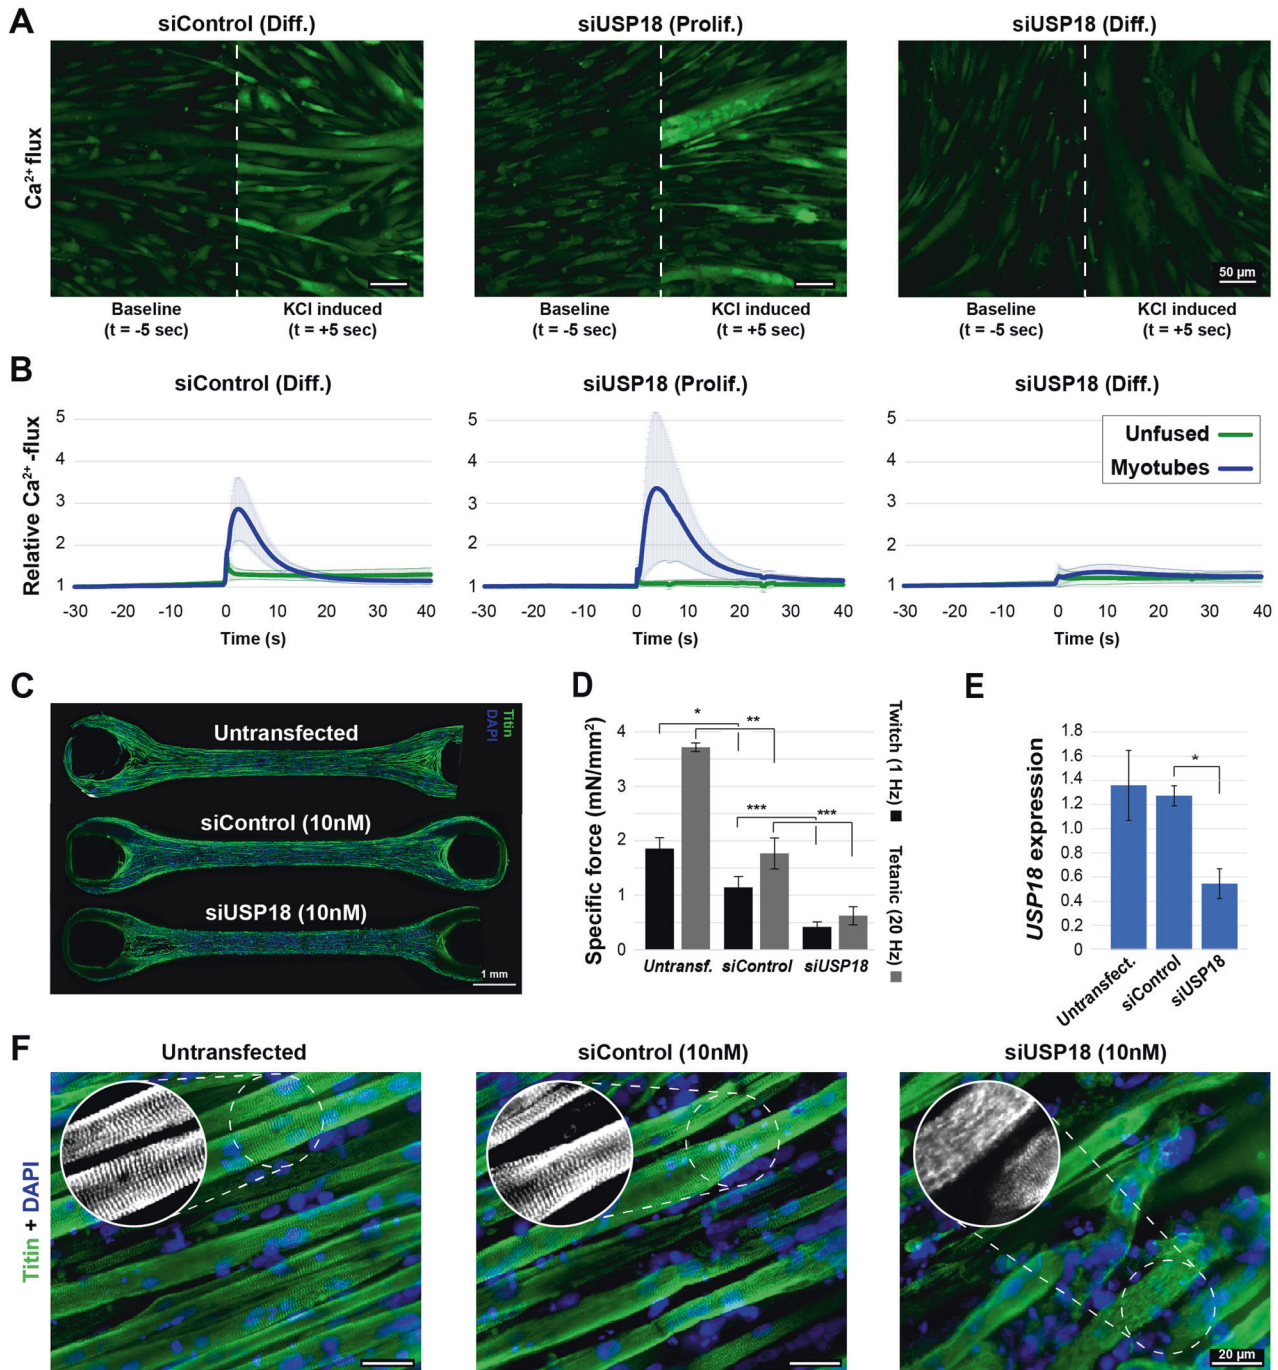 A
siControl (Diff.)
siUSP18 (Prolif.)
siUSP18 (Diff.)
Ca²⁺ flux
50 µm
Baseline
(t = -5 sec)
KCl induced
(t = +5 sec)
Baseline
(t = -5 sec)
KCl induced
(t = +5 sec)
Baseline
(t = -5 sec)
KCl induced
(t = +5 sec)
B
siControl (Diff.)
siUSP18 (Prolif.)
siUSP18 (Diff.)
Relative Ca²⁺ -flux
5
4
3
2
1
-30 -20 -10 0 10 20 30 40
Time (s)
5
4
3
2
1
-30 -20 -10 0 10 20 30 40
Time (s)
5
4
3
2
1
-30 -20 -10 0 10 20 30 40
Time (s)
Unfused
Myotubes
C
Untransfected
siControl (10nM)
siUSP18 (10nM)
Titin
DAPI
1 mm
D
Specific force (mN/mm²)
4
3
2
1
0
* **
*** ***
Untransf. siControl siUSP18
Twitch (1 Hz)
Tetanic (20 Hz)
E
USP18 expression
1.8
1.6
1.4
1.2
1.0
0.8
0.6
0.4
0.2
0
*
Untransfect.
siControl
siUSP18
F
Untransfected
siControl (10nM)
siUSP18 (10nM)
Titin + DAPI
20 µm